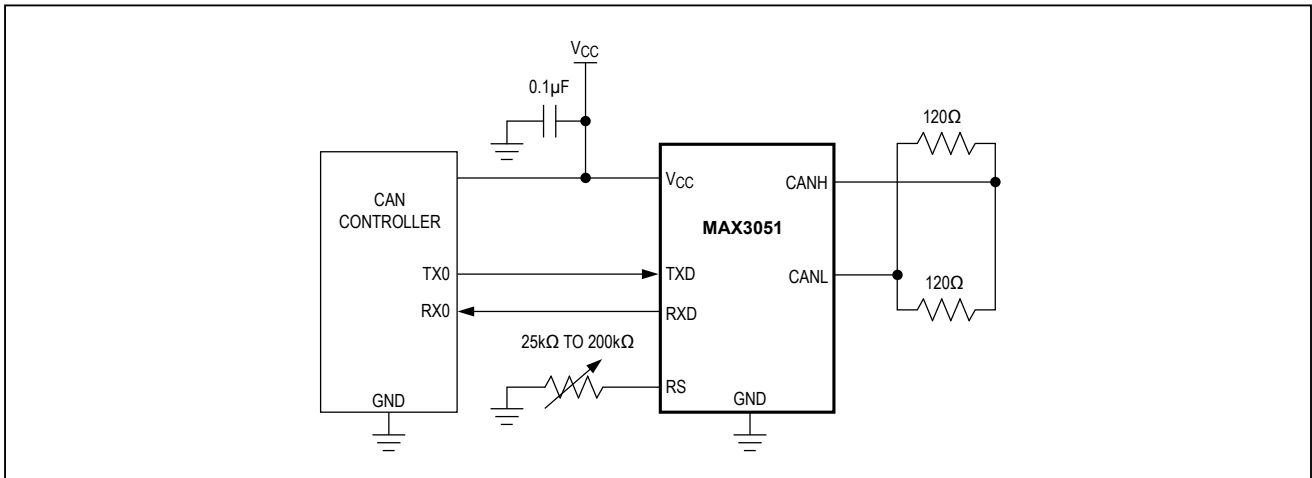 VCC
0.1µF
120Ω
CAN
CONTROLLER
VCC
CANH
MAX3051
TX0
TXD
CANL
120Ω
RX0
RXD
25kΩ TO 200kΩ
RS
GND
GND